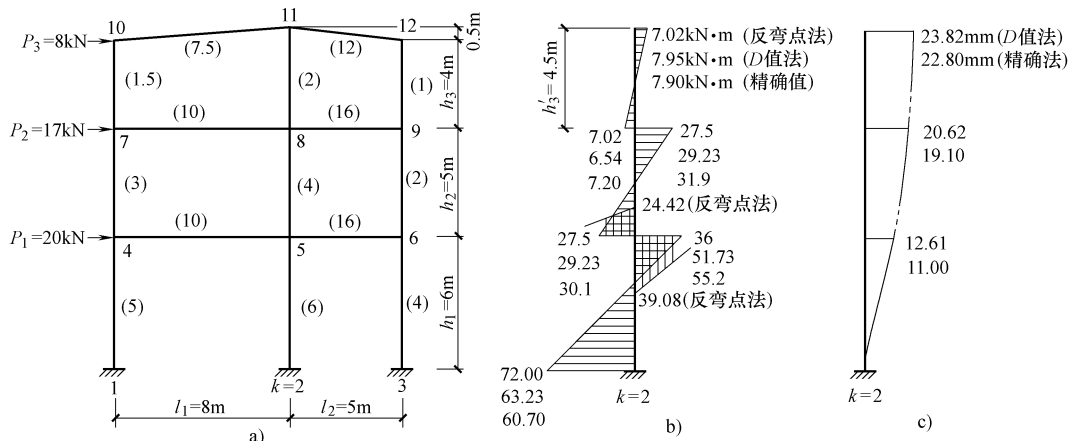 11
10
12
P₃=8kN
(7.5)
(12)
0.5m
(1.5)
(2)
(1)
h₃=4m
(10)
(16)
P₂=17kN
7
8
9
(3)
(4)
(2)
h₂=5m
(10)
(16)
P₁=20kN
4
5
6
(5)
(6)
(4)
h₁=6m
1
k=2
3
l₁=8m
l₂=5m
a)
h′₃=4.5m
7.02kN•m (反弯点法)
7.95kN•m (D值法)
7.90kN•m (精确值)
7.02
6.54
7.20
27.5
29.23
31.9
24.42(反弯点法)
27.5
29.23
30.1
36
51.73
55.2
39.08(反弯点法)
72.00
63.23
60.70
k=2
b)
23.82mm(D值法)
22.80mm(精确法)
20.62
19.10
12.61
11.00
k=2
c)